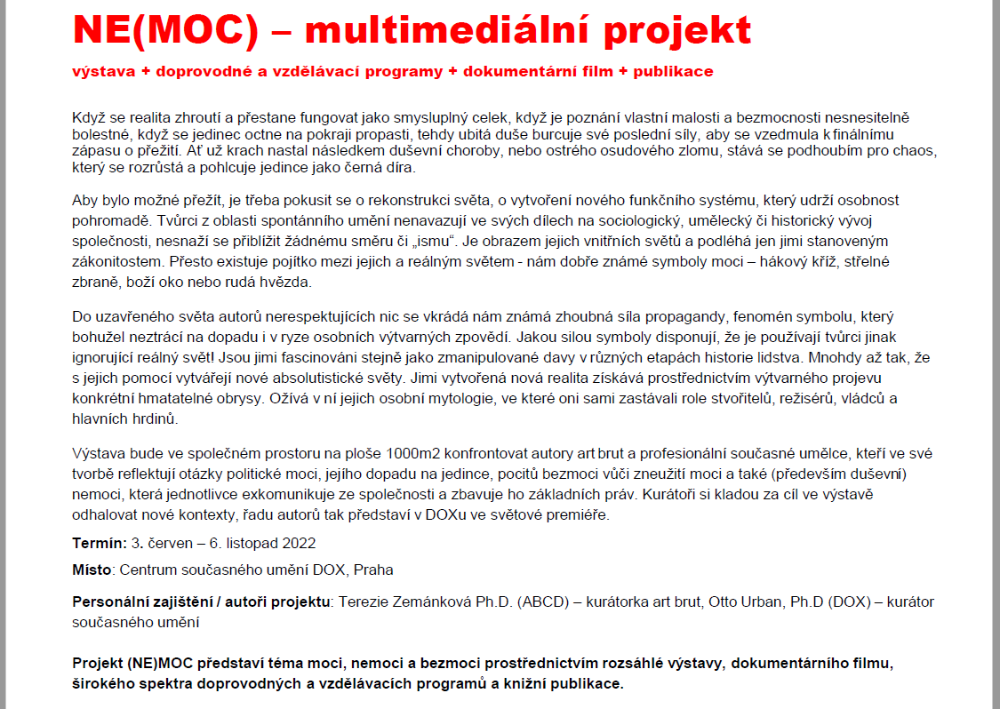 NE(MOC) – multimediální projekt
výstava + doprovodné a vzdělávací programy + dokumentární film + publikace
Když se realita zhroutí a přestane fungovat jako smysluplný celek, když je poznání vlastní malosti a bezmocnosti nesnesitelně
bolestné, když se jedinec octne na pokraji propasti, tehdy ubitá duše burcuje své poslední síly, aby se vzedmula k finálnímu
zápasu o přežití. Ať už krach nastal následkem duševní choroby, nebo ostrého osudového zlomu, stává se podhoubím pro chaos,
který se rozrůstá a pohlcuje jedince jako černá díra.
Aby bylo možné přežít, je třeba pokusit se o rekonstrukci světa, o vytvoření nového funkčního systému, který udrží osobnost
pohromadě. Tvůrci z oblasti spontánního umění nenavazují ve svých dílech na sociologický, umělecký či historický vývoj
společnosti, nesnaží se přiblížit žádnému směru či „ismu“. Je obrazem jejich vnitřních světů a podléhá jen jimi stanoveným
zákonitostem. Přesto existuje pojítko mezi jejich a reálným světem - nám dobře známé symboly moci – hákový kříž, střelné
zbraně, boží oko nebo rudá hvězda.
Do uzavřeného světa autorů nerespektujících nic se vkrádá nám známá zhoubná síla propagandy, fenomén symbolu, který
bohužel neztrácí na dopadu i v ryze osobních výtvarných zpovědí. Jakou silou symboly disponují, že je používají tvůrci jinak
ignorující reálný svět! Jsou jimi fascinováni stejně jako zmanipulované davy v různých etapách historie lidstva. Mnohdy až tak, že
s jejich pomocí vytvářejí nové absolutistické světy. Jimi vytvořená nová realita získává prostřednictvím výtvarného projevu
konkrétní hmatatelné obrysy. Ožívá v ní jejich osobní mytologie, ve které oni sami zastávali role stvořitelů, režisérů, vládců a
hlavních hrdinů.
Výstava bude ve společném prostoru na ploše 1000m2 konfrontovat autory art brut a profesionální současné umělce, kteří ve své
tvorbě reflektují otázky politické moci, jejího dopadu na jedince, pocitů bezmoci vůči zneužití moci a také (především duševní)
nemoci, která jednotlivce exkomunikuje ze společnosti a zbavuje ho základních práv. Kurátoři si kladou za cíl ve výstavě
odhalovat nové kontexty, řadu autorů tak představí v DOXu ve světové premiéře.
Termín: 3. červen – 6. listopad 2022
Místo: Centrum současného umění DOX, Praha
Personální zajištění / autoři projektu: Terezie Zemánková Ph.D. (ABCD) – kurátorka art brut, Otto Urban, Ph.D (DOX) – kurátor
současného umění
Projekt (NE)MOC představí téma moci, nemoci a bezmoci prostřednictvím rozsáhlé výstavy, dokumentárního filmu,
širokého spektra doprovodných a vzdělávacích programů a knižní publikace.